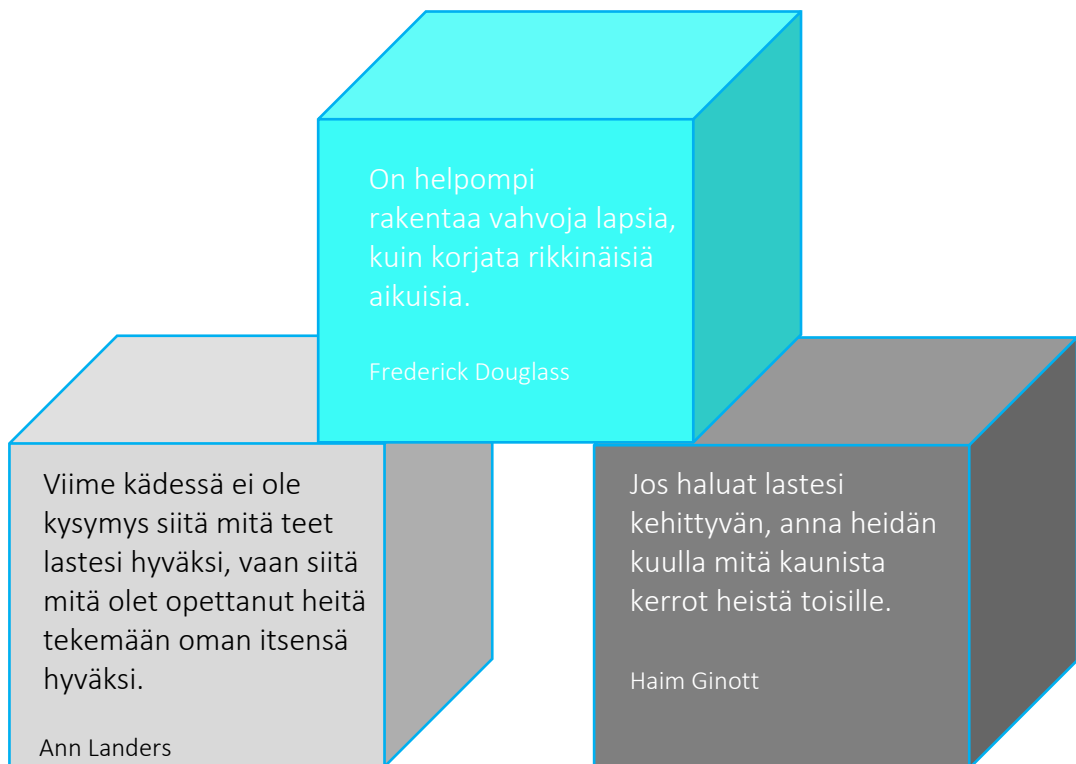 On helpompi
rakentaa vahvoja lapsia,
kuin korjata rikkinäisiä
aikuisia.
Frederick Douglass
Viime kädessä ei ole
kysymys siitä mitä teet
lastesi hyväksi, vaan siitä
mitä olet opettanut heitä
tekemään oman itsensä
hyväksi.
Ann Landers
Jos haluat lastesi
kehittyvän, anna heidän
kuulla mitä kaunista
kerrot heistä toisille.
Haim Ginott